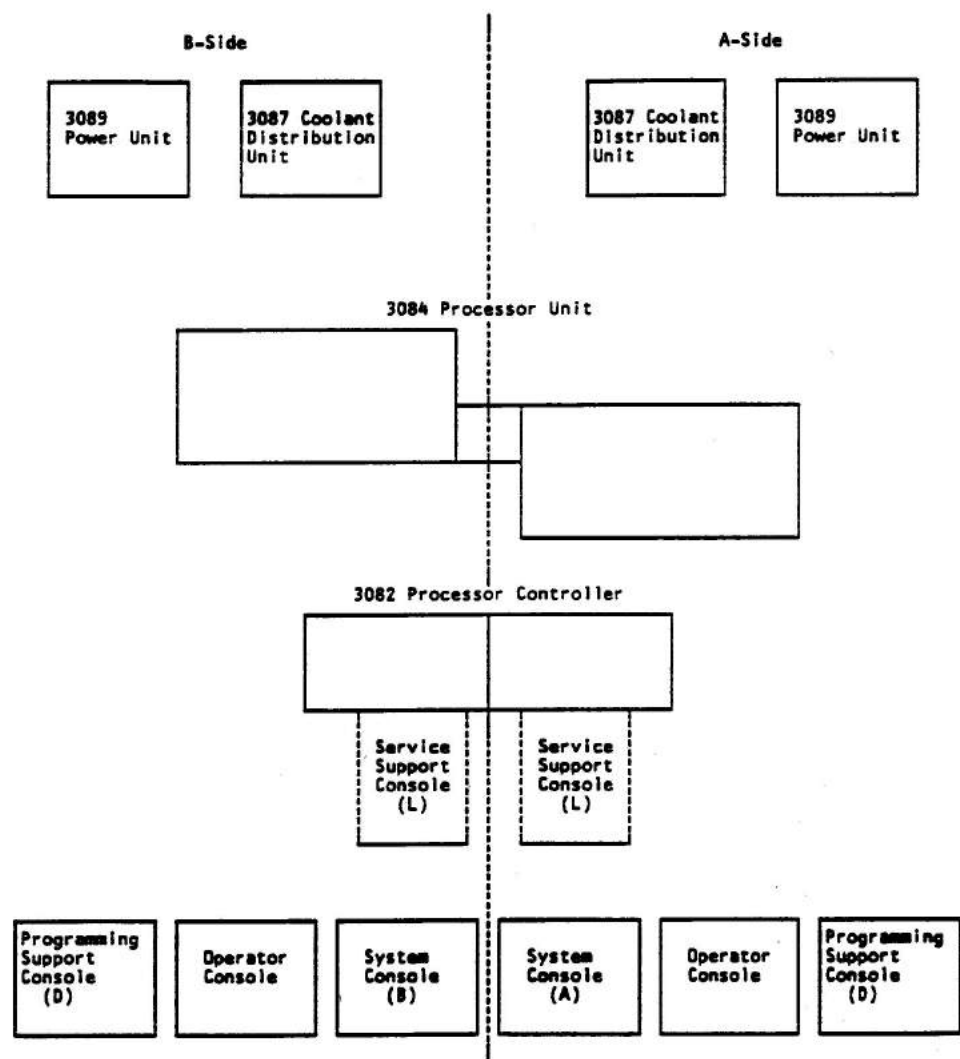 B-Side
A-Side
3089
Power Unit
3087 Coolant
Distribution
Unit
3087 Coolant
Distribution
Unit
3089
Power Unit
3084 Processor Unit
3082 Processor Controller
Service
Support
Console
(L)
Service
Support
Console
(L)
Programming
Support
Console
(D)
Operator
Console
System
Console
(B)
System
Console
(A)
Operator
Console
Programming
Support
Console
(D)